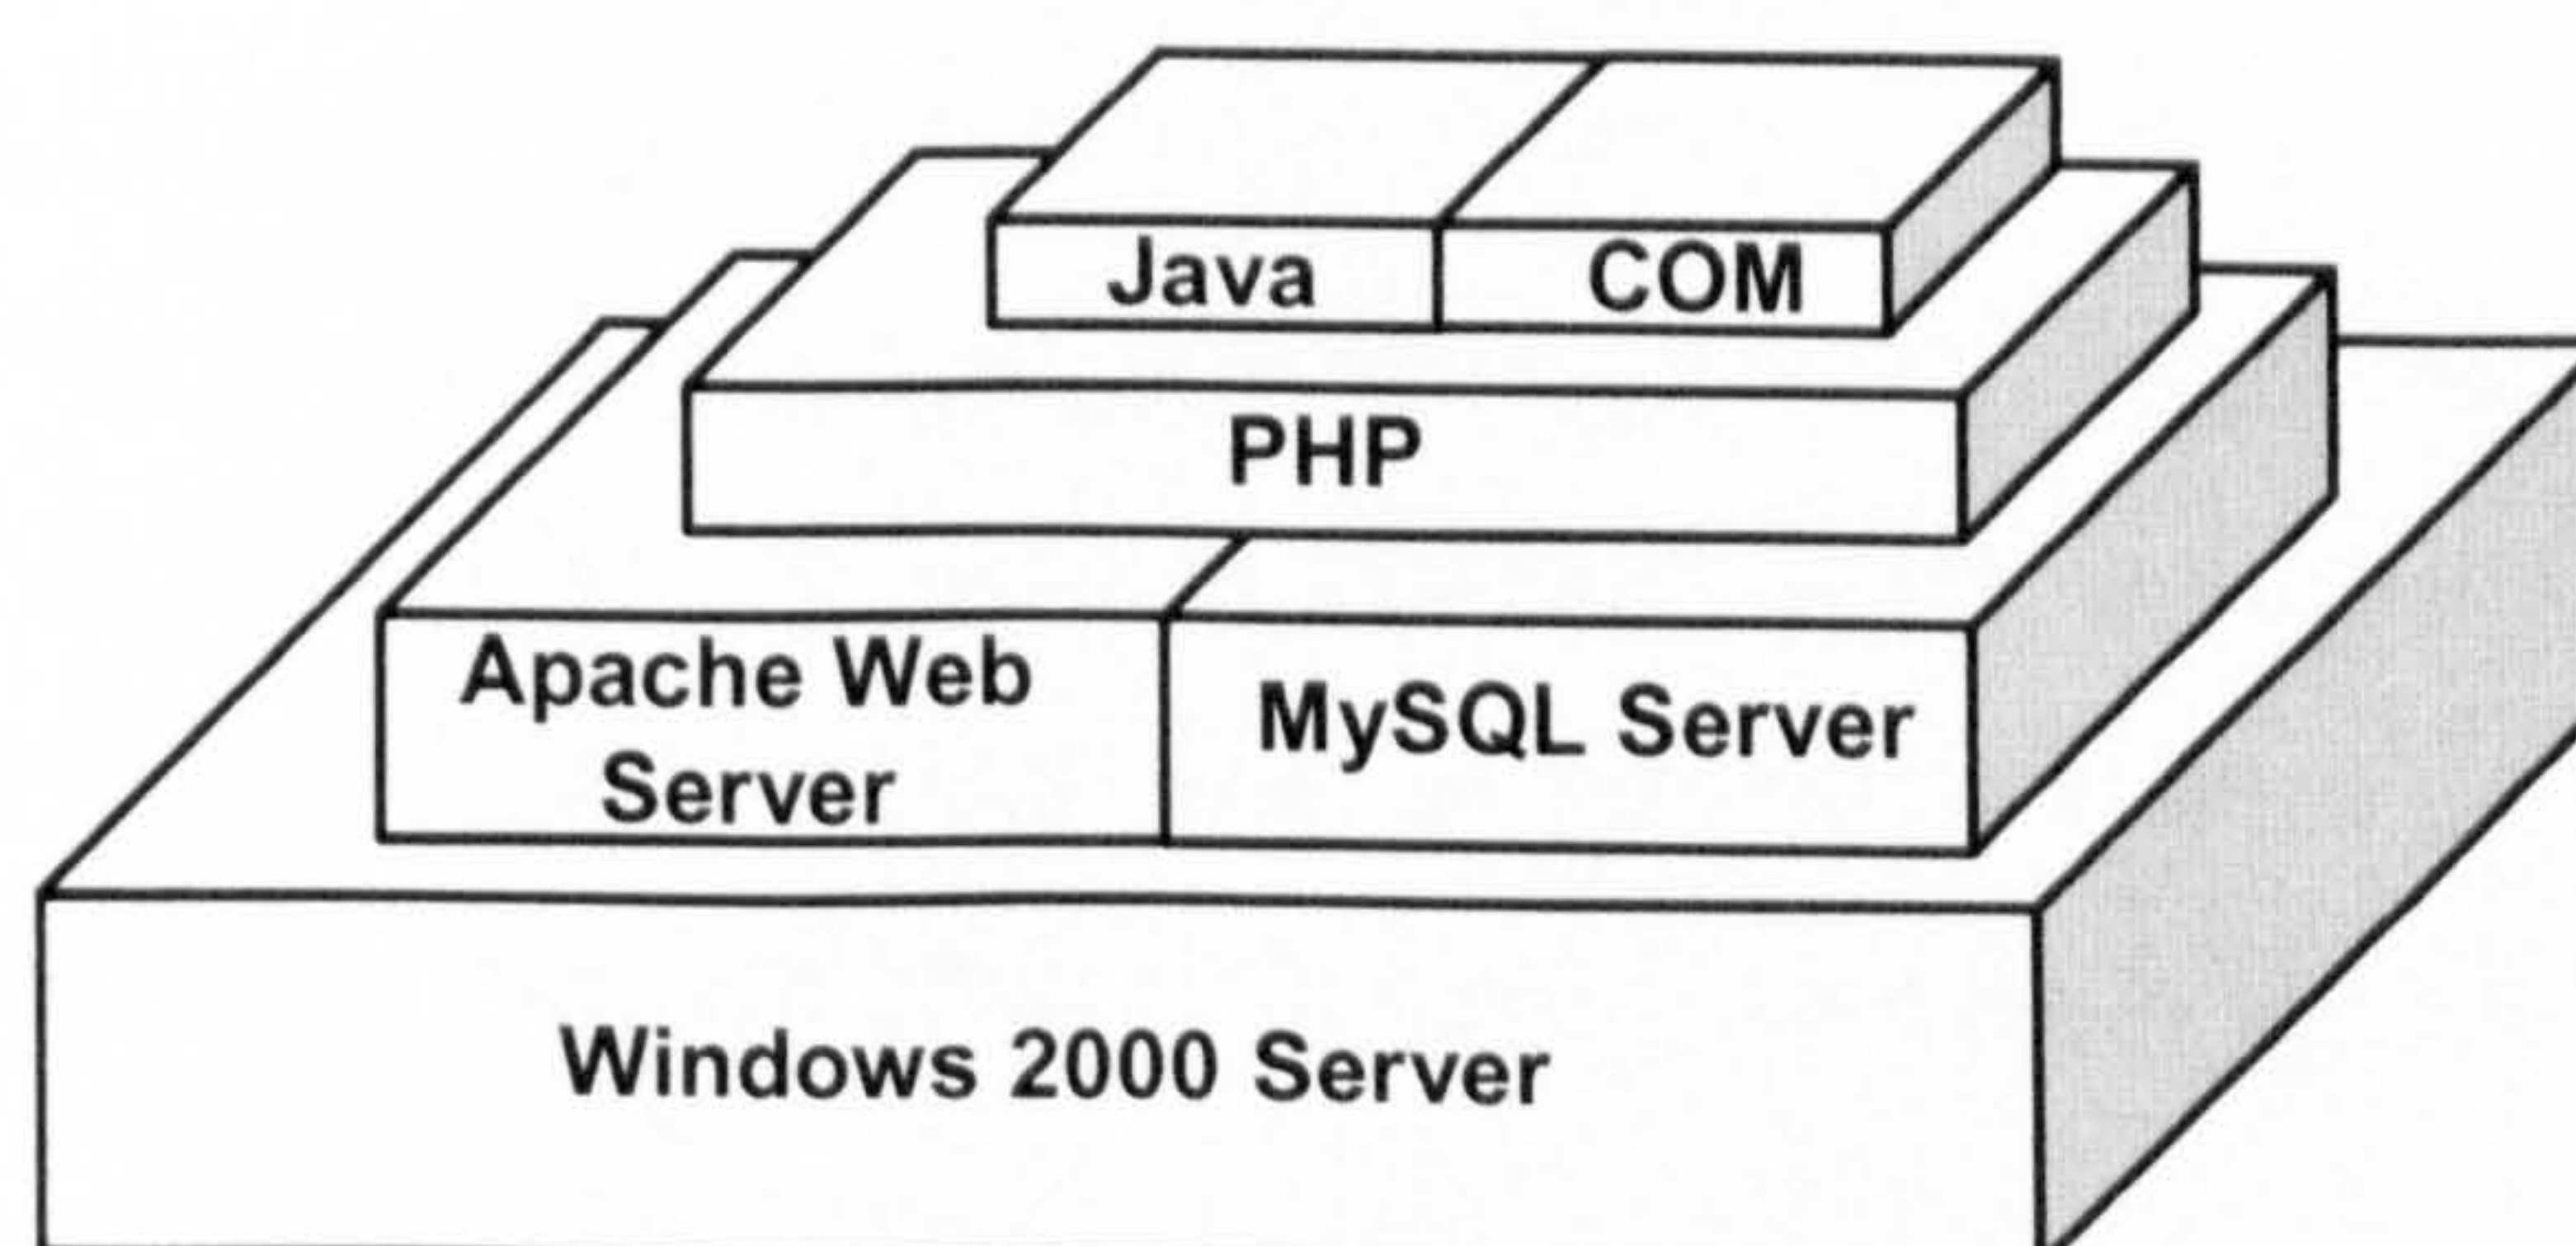 Java
COM
PHP
Apache Web
Server
MySQL Server
Windows 2000 Server